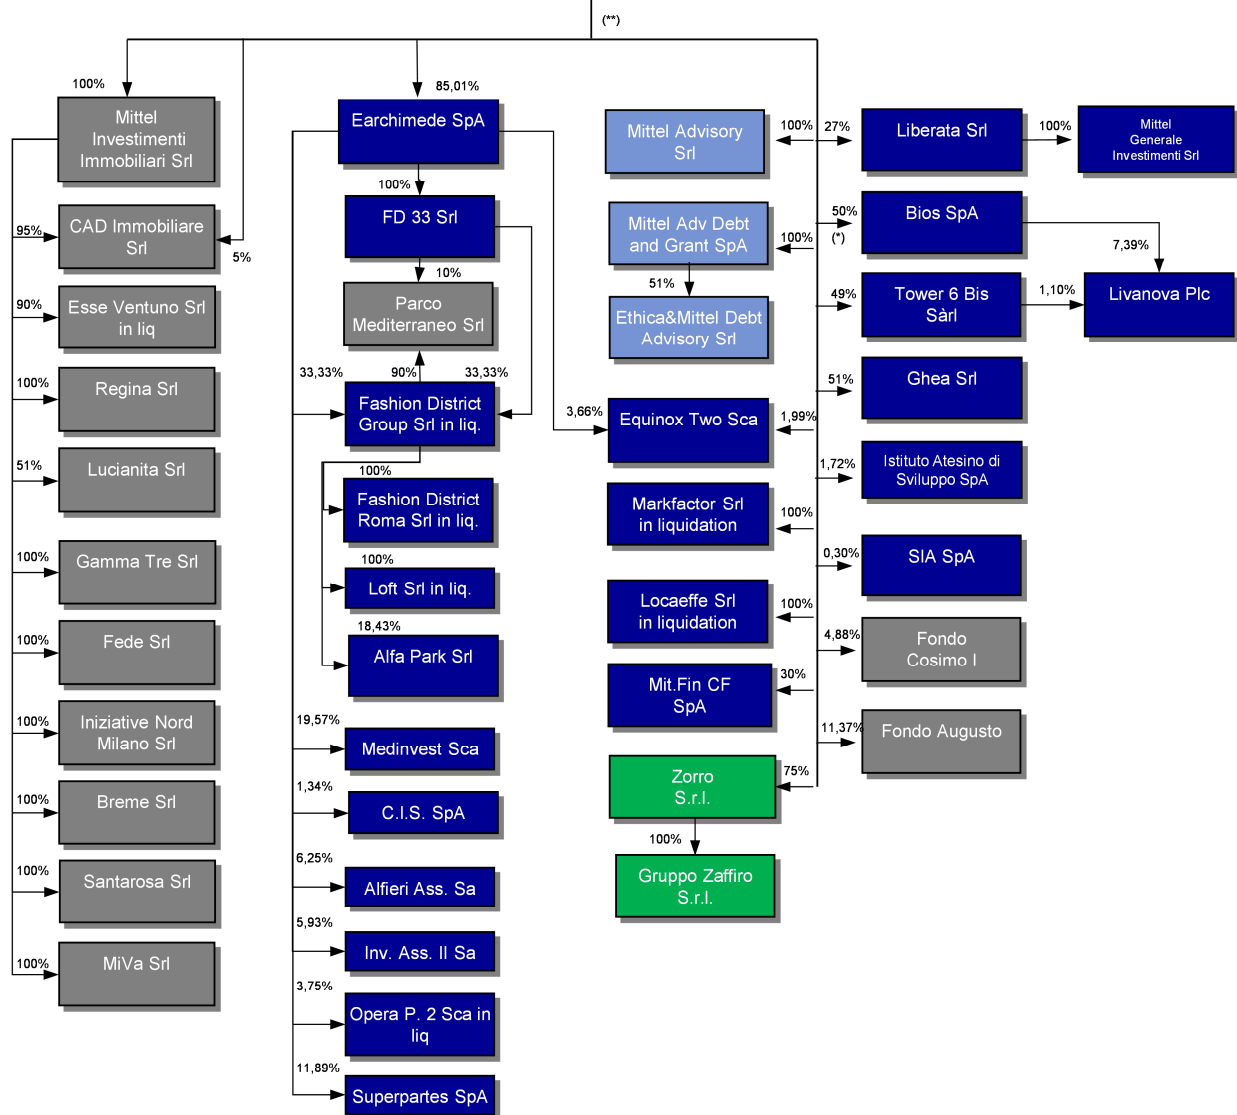 (**)
100%
Mittel
Investimenti
Immobiliari Srl
95%
CAD Immobiliare
Srl
5%
90%
Esse Ventuno Srl
in liq
100%
Regina Srl
51%
Lucianita Srl
100%
Gamma Tre Srl
100%
Fede Srl
100%
Iniziative Nord
Milano Srl
100%
Breme Srl
100%
Santarosa Srl
100%
MiVa Srl
85,01%
Earchimede SpA
100%
FD 33 Srl
10%
Parco
Mediterraneo Srl
33,33%
90%
33,33%
Fashion District
Group Srl in liq.
100%
Fashion District
Roma Srl in liq.
100%
Loft Srl in liq.
18,43%
Alfa Park Srl
19,57%
Medinvest Sca
1,34%
C.I.S. SpA
6,25%
Alfieri Ass. Sa
5,93%
Inv. Ass. II Sa
3,75%
Opera P. 2 Sca in
liq
11,89%
Superpartes SpA
Mittel Advisory
Srl
100%
Mittel Adv Debt
and Grant SpA
100%
51%
Ethica&Mittel Debt
Advisory Srl
3,66%
Equinox Two Sca
1,99%
Markfactor Srl
in liquidation
100%
Locaeffe Srl
in liquidation
100%
Mit.Fin CF
SpA
30%
Zorro
S.r.l.
75%
100%
Gruppo Zaffiro
S.r.l.
27%
Liberata Srl
100%
Mittel
Generale
Investimenti Srl
50%
(*)
Bios SpA
7,39%
49%
Tower 6 Bis
Sàrl
1,10%
Livanova Plc
51%
Ghea Srl
1,72%
Istituto Atesino di
Sviluppo SpA
0,30%
SIA SpA
4,88%
Fondo
Cosimo I
11,37%
Fondo Augusto